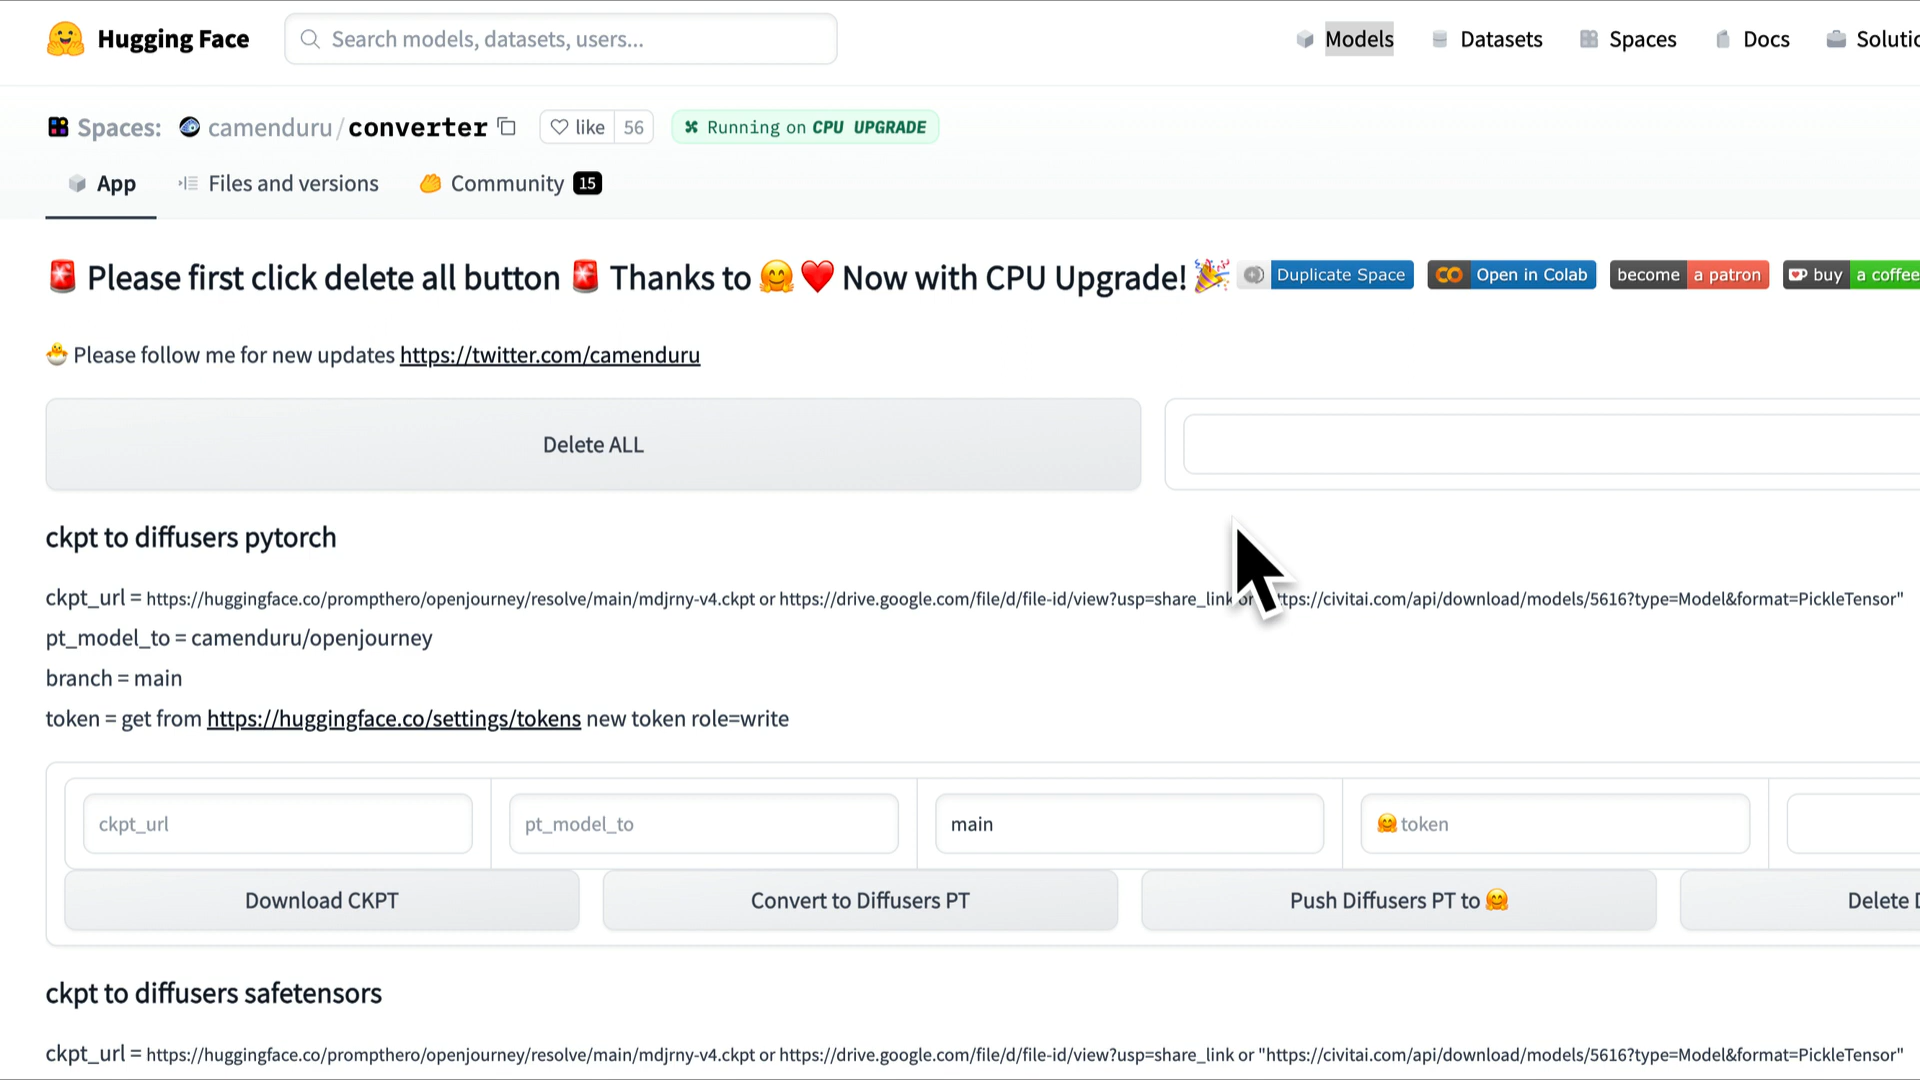 Hugging Face
Search models, datasets, users...
Models
Datasets
Spaces
Docs
Spaces:
camenduru/converter
like 56
Running on CPU UPGRADE
App
Files and versions
Community 15
🚨 Please first click delete all button 🚨 Thanks to 🤗 ❤️ Now with CPU Upgrade! 🎉
Duplicate Space
Open in Colab
become a patron
buy a coffee
🐣 Please follow me for new updates https://twitter.com/camenduru
Delete ALL
ckpt to diffusers pytorch
ckpt_url = https://huggingface.co/prompthero/openjourney/resolve/main/mdjrny-v4.ckpt or https://drive.google.com/file/d/file-id/view?usp=share_link or ttps://civitai.com/api/download/models/5616?type=Model&format=PickleTensor"
pt_model_to = camenduru/openjourney
branch = main
token = get from https://huggingface.co/settings/tokens new token role=write
ckpt_url
pt_model_to
main
🤗 token
Download CKPT
Convert to Diffusers PT
Push Diffusers PT to 🤗
Delete
ckpt to diffusers safetensors
ckpt_url = https://huggingface.co/prompthero/openjourney/resolve/main/mdjrny-v4.ckpt or https://drive.google.com/file/d/file-id/view?usp=share_link or "https://civitai.com/api/download/models/5616?type=Model&format=PickleTensor"